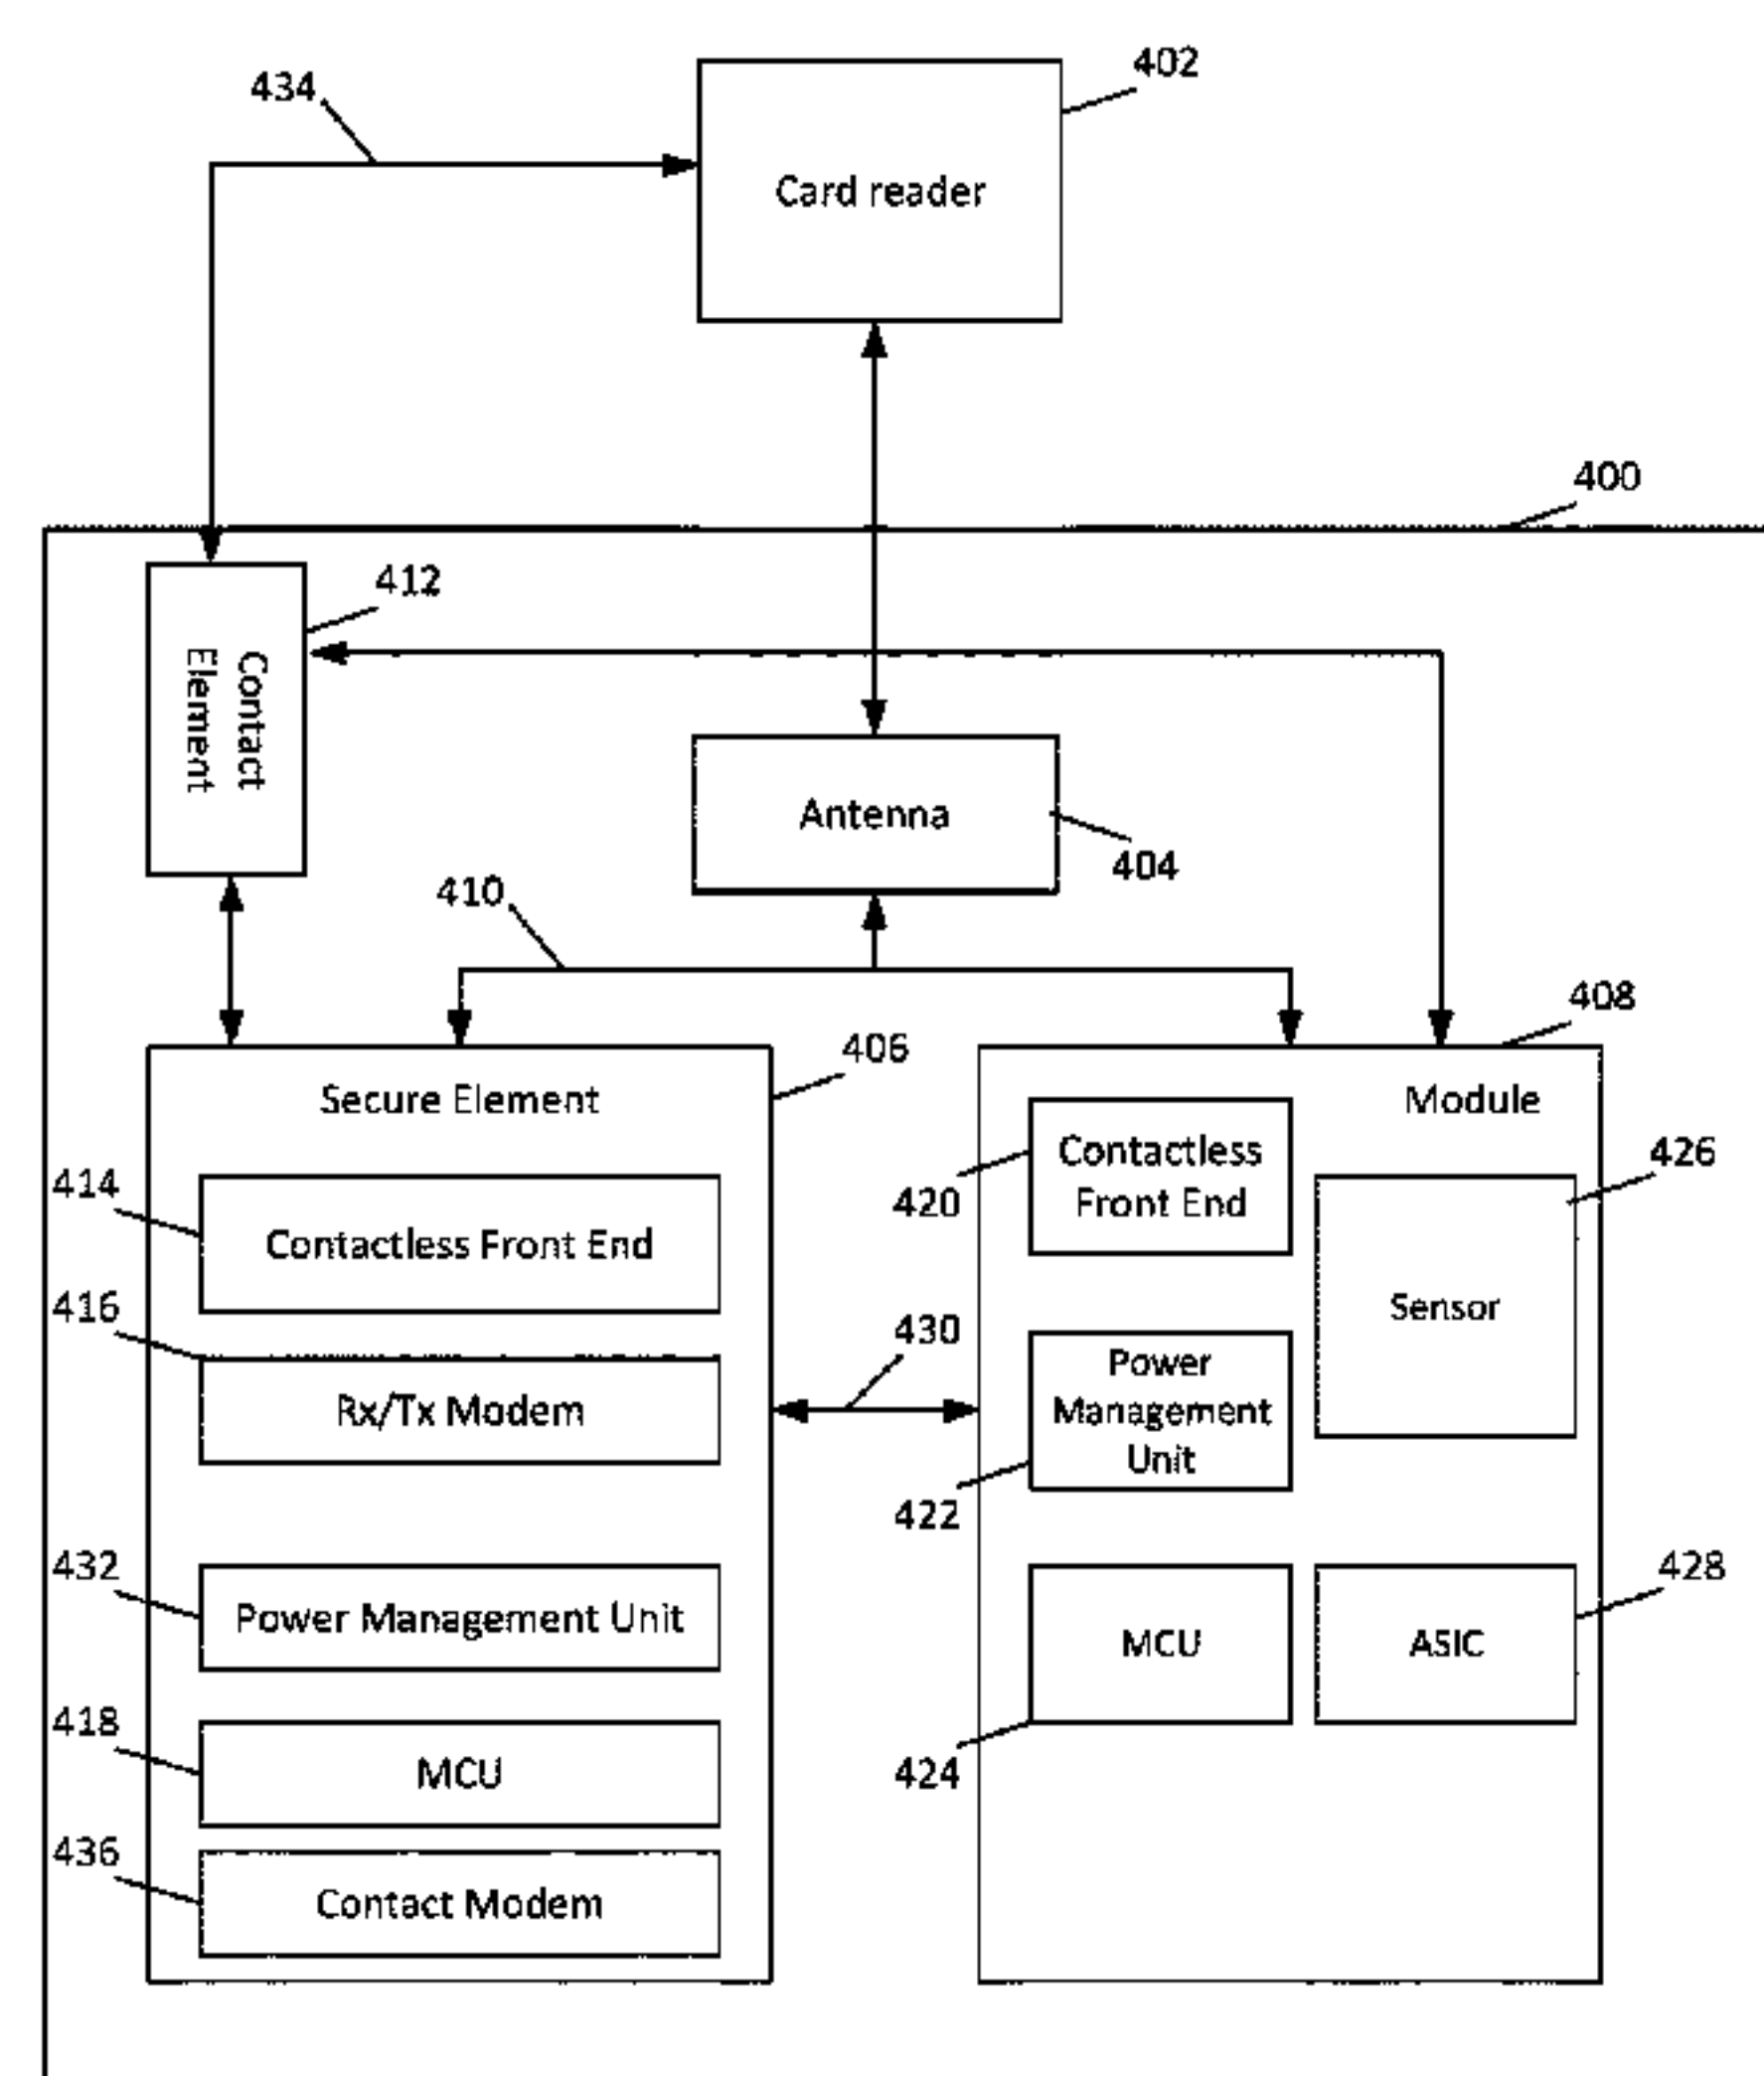 402
434
Card reader
400
412
Contact
Element
Antenna
404
410
408
406
Secure Element
Module
414
Contactless Front End
Contactless
Front End
420
426
416
Sensor
430
Rx/Tx Modem
Power
Management
Unit
422
432
Power Management Unit
428
MCU
ASIC
418
MCU
424
436
Contact Modem